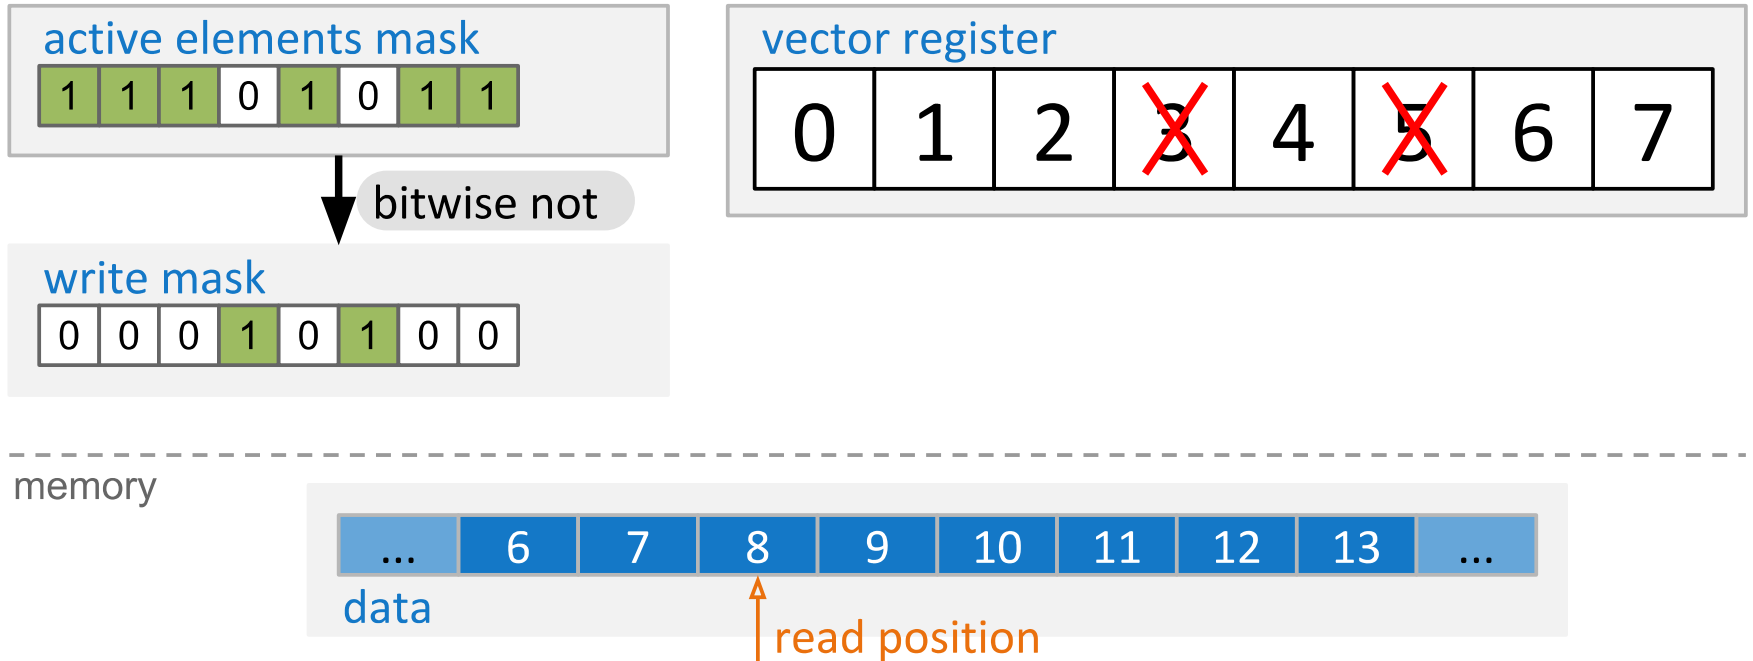 active elements mask
1 1 1 0 1 0 1 1
bitwise not
write mask
0 0 0 1 0 1 0 0
vector register
0 1 2 3 4 5 6 7
memory
... 6 7 8 9 10 11 12 13 ...
data
read position